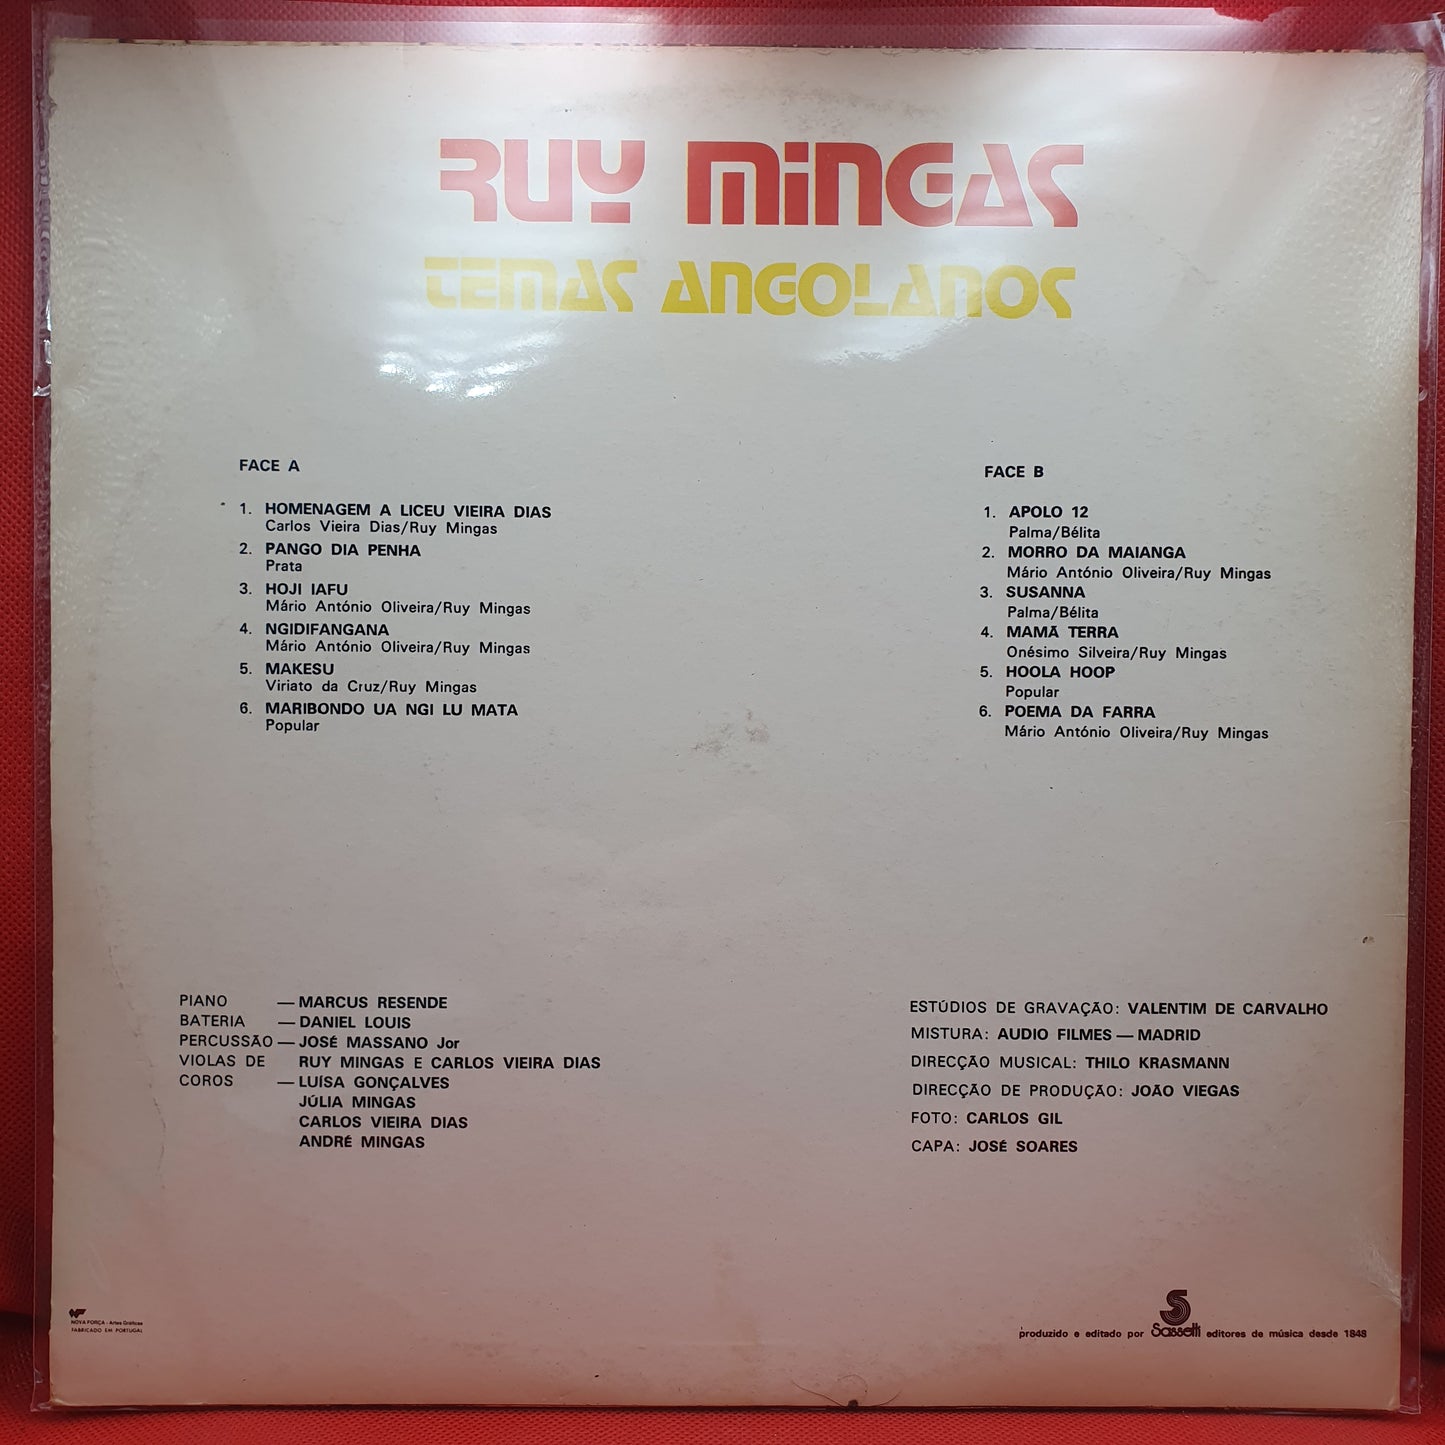 RUY MINGAS
TEMAS ANGOLANOS
FACE A
1. HOMENAGEM A LICEU VIEIRA DIAS
Carlos Vieira Dias/Ruy Mingas
2. PANGO DIA PENHA
Prata
3. HOJI IAFU
Mário António Oliveira/Ruy Mingas
4. NGIDIFANGANA
Mário António Oliveira/Ruy Mingas
5. MAKESU
Viriato da Cruz/Ruy Mingas
6. MARIBONDO UA NGI LU MATA
Popular
FACE B
1. APOLO 12
Palma/Bélita
2. MORRO DA MAIANGA
Mário António Oliveira/Ruy Mingas
3. SUSANNA
Palma/Bélita
4. MAMÃ TERRA
Onésimo Silveira/Ruy Mingas
5. HOOLA HOOP
Popular
6. POEMA DA FARRA
Mário António Oliveira/Ruy Mingas
PIANO — MARCUS RESENDE
BATERIA — DANIEL LOUIS
PERCUSSÃO — JOSÉ MASSANO Jor
VIOLAS DE RUY MINGAS E CARLOS VIEIRA DIAS
COROS — LUÍSA GONÇALVES
JÚLIA MINGAS
CARLOS VIEIRA DIAS
ANDRÉ MINGAS
ESTÚDIOS DE GRAVAÇÃO: VALENTIM DE CARVALHO
MISTURA: AUDIO FILMES — MADRID
DIRECÇÃO MUSICAL: THILO KRASMANN
DIRECÇÃO DE PRODUÇÃO: JOÃO VIEGAS
FOTO: CARLOS GIL
CAPA: JOSÉ SOARES
NOVA FORÇA - Artes Gráficas
FABRICADO EM PORTUGAL
produzido e editado por Sassetti editores de música desde 1848